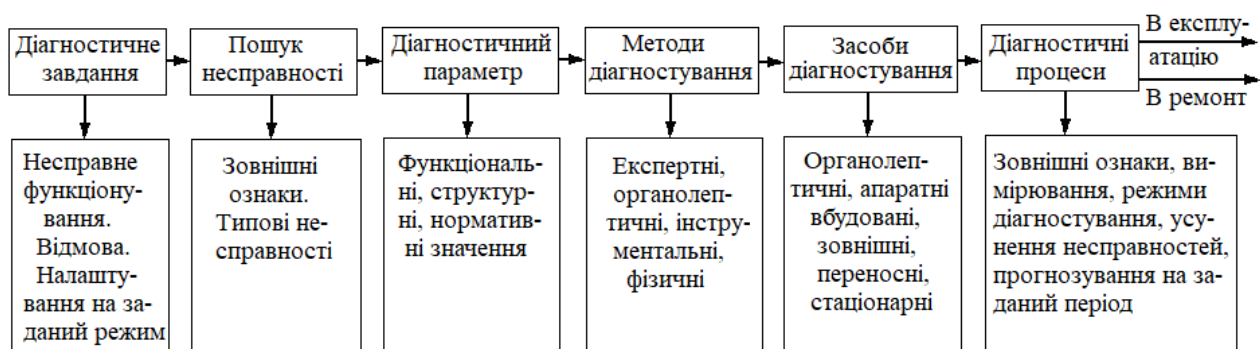 Діагностичне
завдання
Пошук
несправності
Діагностичний
параметр
Методи
діагностування
Засоби
діагностування
Діагностичні
процеси
В експлу-
атацію
В ремонт
Несправне
функціону-
вання.
Відмова.
Налашту-
вання на за-
даний режим
Зовнішні
ознаки.
Типові не-
справності
Функціональ-
ні, структур-
ні, норматив-
ні значення
Експертні,
органолеп-
тичні, інстру-
ментальні,
фізичні
Органолеп-
тичні, апаратні
вбудовані,
зовнішні,
переносні,
стаціонарні
Зовнішні ознаки, ви-
мірювання, режими
діагностування, усу-
нення несправностей,
прогнозування на за-
даний період